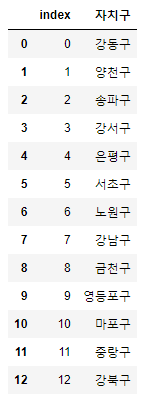 index 자치구
0 0 강동구
1 1 양천구
2 2 송파구
3 3 강서구
4 4 은평구
5 5 서초구
6 6 노원구
7 7 강남구
8 8 금천구
9 9 영등포구
10 10 마포구
11 11 중랑구
12 12 강북구